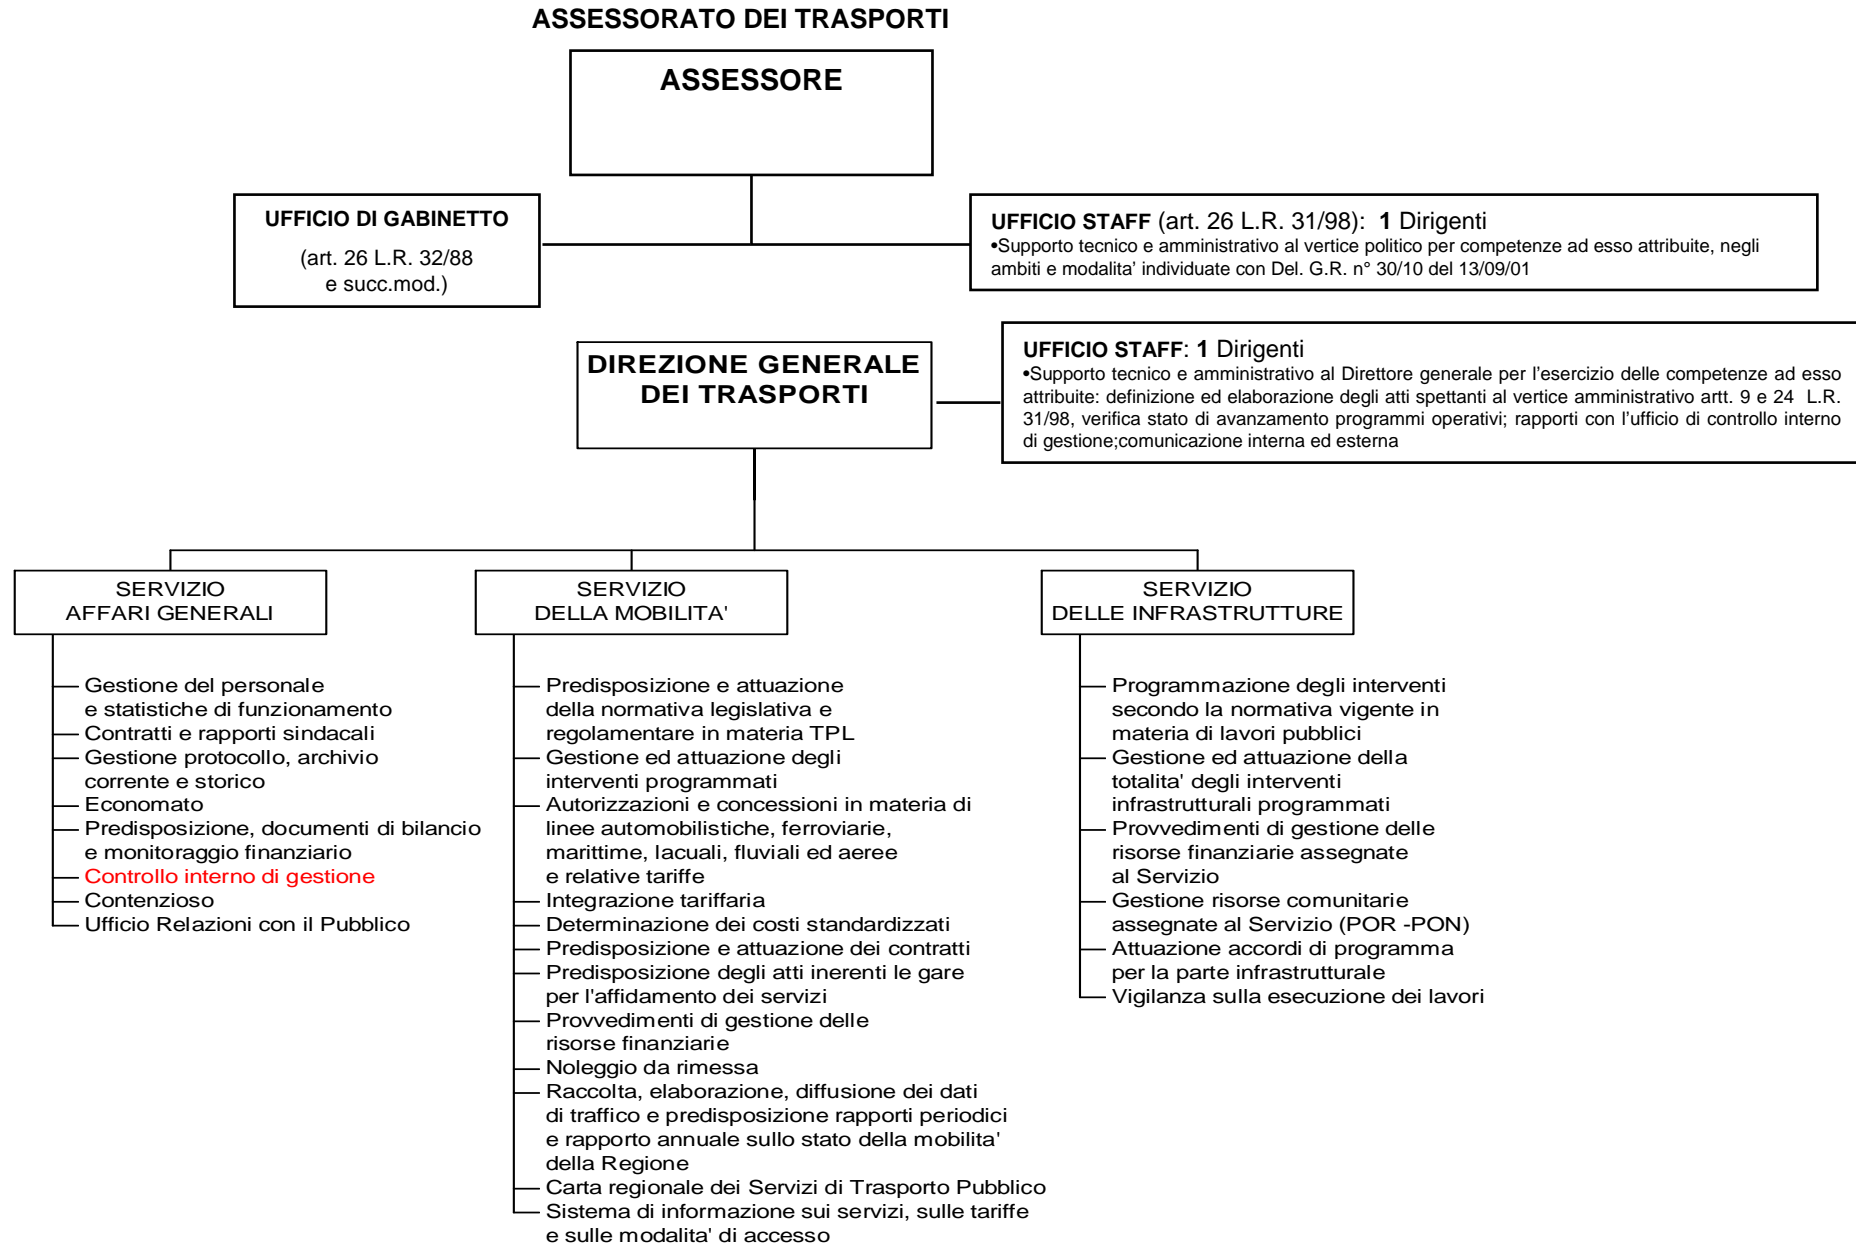 ASSESSORATO DEI TRASPORTI
ASSESSORE
UFFICIO DI GABINETTO
(art. 26 L.R. 32/88
e succ.mod.)
UFFICIO STAFF (art. 26 L.R. 31/98): 1 Dirigenti
•Supporto tecnico e amministrativo al vertice politico per competenze ad esso attribuite, negli
ambiti e modalita’ individuate con Del. G.R. n° 30/10 del 13/09/01
DIREZIONE GENERALE
DEI TRASPORTI
UFFICIO STAFF: 1 Dirigenti
•Supporto tecnico e amministrativo al Direttore generale per l’esercizio delle competenze ad esso
attribuite: definizione ed elaborazione degli atti spettanti al vertice amministrativo artt. 9 e 24 L.R.
31/98, verifica stato di avanzamento programmi operativi; rapporti con l’ufficio di controllo interno
di gestione;comunicazione interna ed esterna
SERVIZIO
AFFARI GENERALI
Gestione del personale
e statistiche di funzionamento
Contratti e rapporti sindacali
Gestione protocollo, archivio
corrente e storico
Economato
Predisposizione, documenti di bilancio
e monitoraggio finanziario
Controllo interno di gestione
Contenzioso
Ufficio Relazioni con il Pubblico
SERVIZIO
DELLA MOBILITA'
Predisposizione e attuazione
della normativa legislativa e
regolamentare in materia TPL
Gestione ed attuazione degli
interventi programmati
Autorizzazioni e concessioni in materia di
linee automobilistiche, ferroviarie,
marittime, lacuali, fluviali ed aeree
e relative tariffe
Integrazione tariffaria
Determinazione dei costi standardizzati
Predisposizione e attuazione dei contratti
Predisposizione degli atti inerenti le gare
per l'affidamento dei servizi
Provvedimenti di gestione delle
risorse finanziarie
Noleggio da rimessa
Raccolta, elaborazione, diffusione dei dati
di traffico e predisposizione rapporti periodici
e rapporto annuale sullo stato della mobilita'
della Regione
Carta regionale dei Servizi di Trasporto Pubblico
Sistema di informazione sui servizi, sulle tariffe
e sulle modalita' di accesso
SERVIZIO
DELLE INFRASTRUTTURE
Programmazione degli interventi
secondo la normativa vigente in
materia di lavori pubblici
Gestione ed attuazione della
totalita' degli interventi
infrastrutturali programmati
Provvedimenti di gestione delle
risorse finanziarie assegnate
al Servizio
Gestione risorse comunitarie
assegnate al Servizio (POR -PON)
Attuazione accordi di programma
per la parte infrastrutturale
Vigilanza sulla esecuzione dei lavori